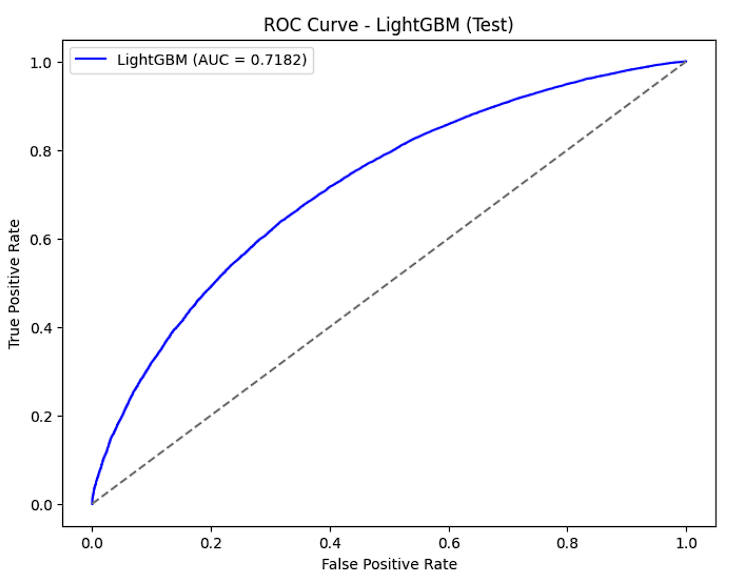 ROC Curve - LightGBM (Test)
LightGBM (AUC = 0.7182)
True Positive Rate
1.0
0.8
0.6
0.4
0.2
0.0
0.0 0.2 0.4 0.6 0.8 1.0
False Positive Rate